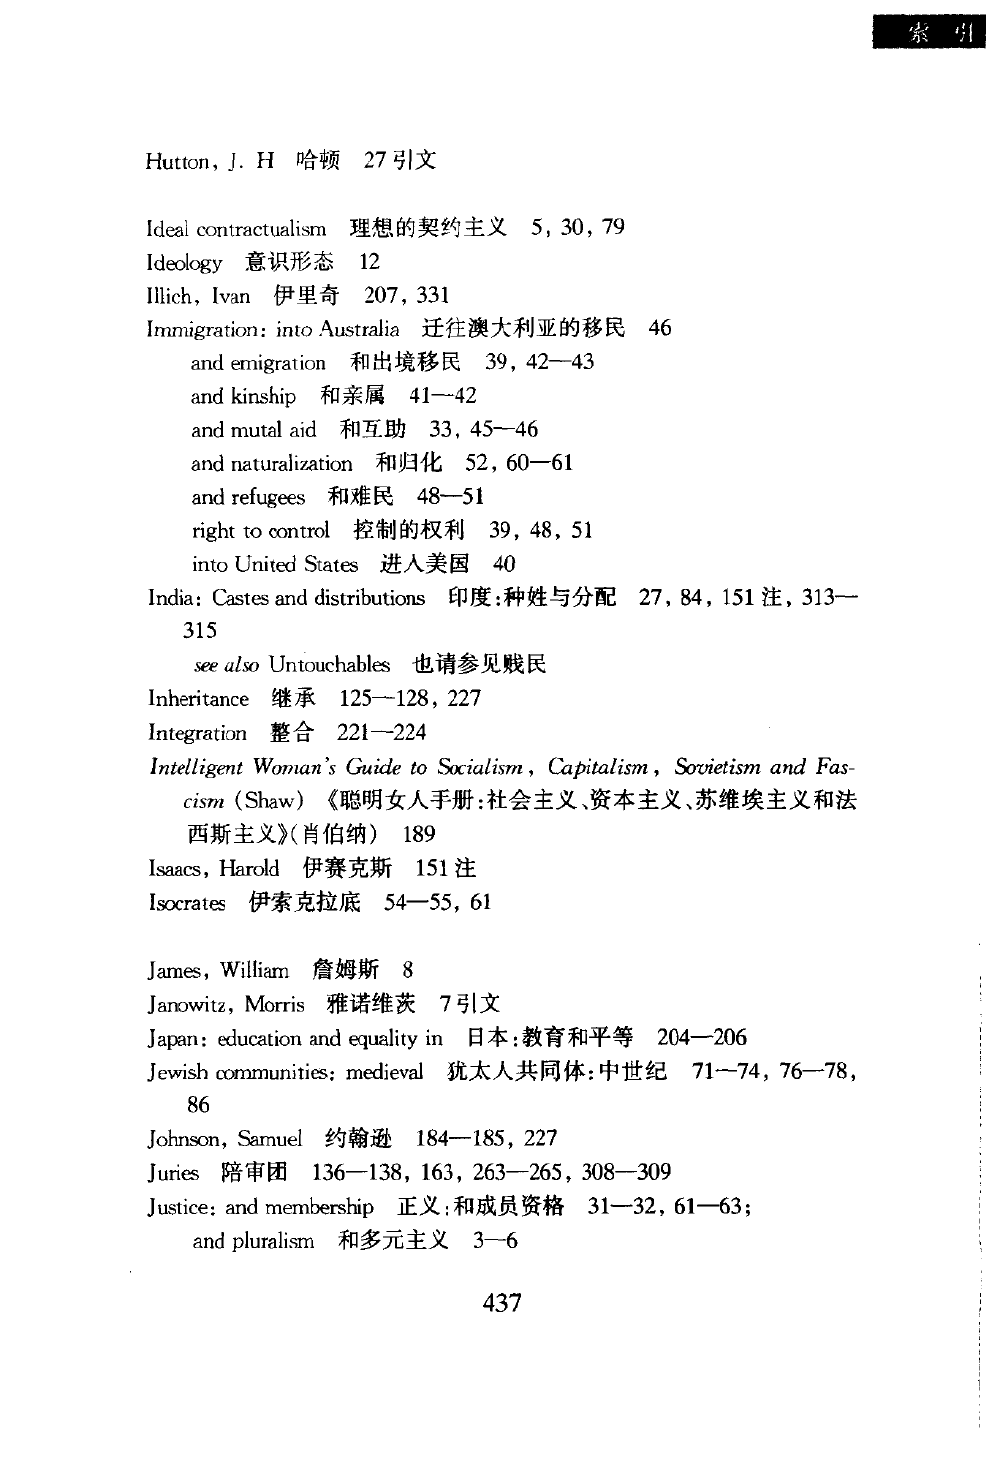 索 引
Hutton, J. H 哈顿 27引文
Ideal contractualism 理想的契约主义 5, 30, 79
Ideology 意识形态 12
Illich, Ivan 伊里奇 207, 331
Immigration: into Australia 迁往澳大利亚的移民 46
and emigration 和出境移民 39, 42—43
and kinship 和亲属 41—42
and mutal aid 和互助 33, 45—46
and naturalization 和归化 52, 60—61
and refugees 和难民 48—51
right to control 控制的权利 39, 48, 51
into United States 进入美国 40
India: Castes and distributions 印度:种姓与分配 27, 84, 151注, 313—
315
see also Untouchables 也请参见贱民
Inheritance 继承 125—128, 227
Integration 整合 221—224
Intelligent Woman's Guide to Socialism, Capitalism, Sovietism and Fas-
cism (Shaw) 《聪明女人手册:社会主义、资本主义、苏维埃主义和法
西斯主义》(肖伯纳) 189
Isaacs, Harold 伊赛克斯 151注
Isocrates 伊索克拉底 54—55, 61
James, William 詹姆斯 8
Janowitz, Morris 雅诺维茨 7引文
Japan: education and equality in 日本:教育和平等 204—206
Jewish communities: medieval 犹太人共同体:中世纪 71—74, 76—78,
86
Johnson, Samuel 约翰逊 184—185, 227
Juries 陪审团 136—138, 163, 263—265, 308—309
Justice: and membership 正义:和成员资格 31—32, 61—63;
and pluralism 和多元主义 3—6
437